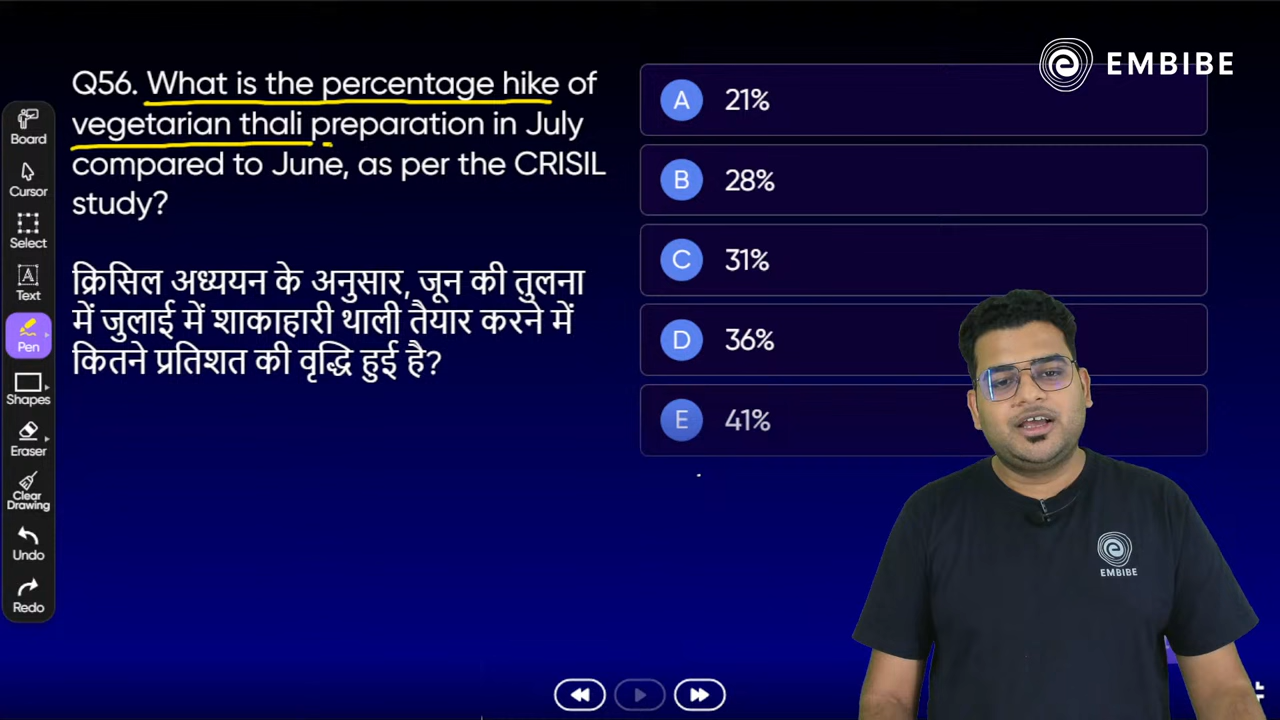 EMBIBE
Q56. What is the percentage hike of
vegetarian thali preparation in July
compared to June, as per the CRISIL
study?
क्रिसिल अध्ययन के अनुसार, जून की तुलना
में जुलाई में शाकाहारी थाली तैयार करने में
कितने प्रतिशत की वृद्धि हुई है?
A 21%
B 28%
C 31%
D 36%
E 41%
Board
Cursor
Select
A
Text
Pen
Shapes
Eraser
Clear
Drawing
Undo
Redo
EMBIBE